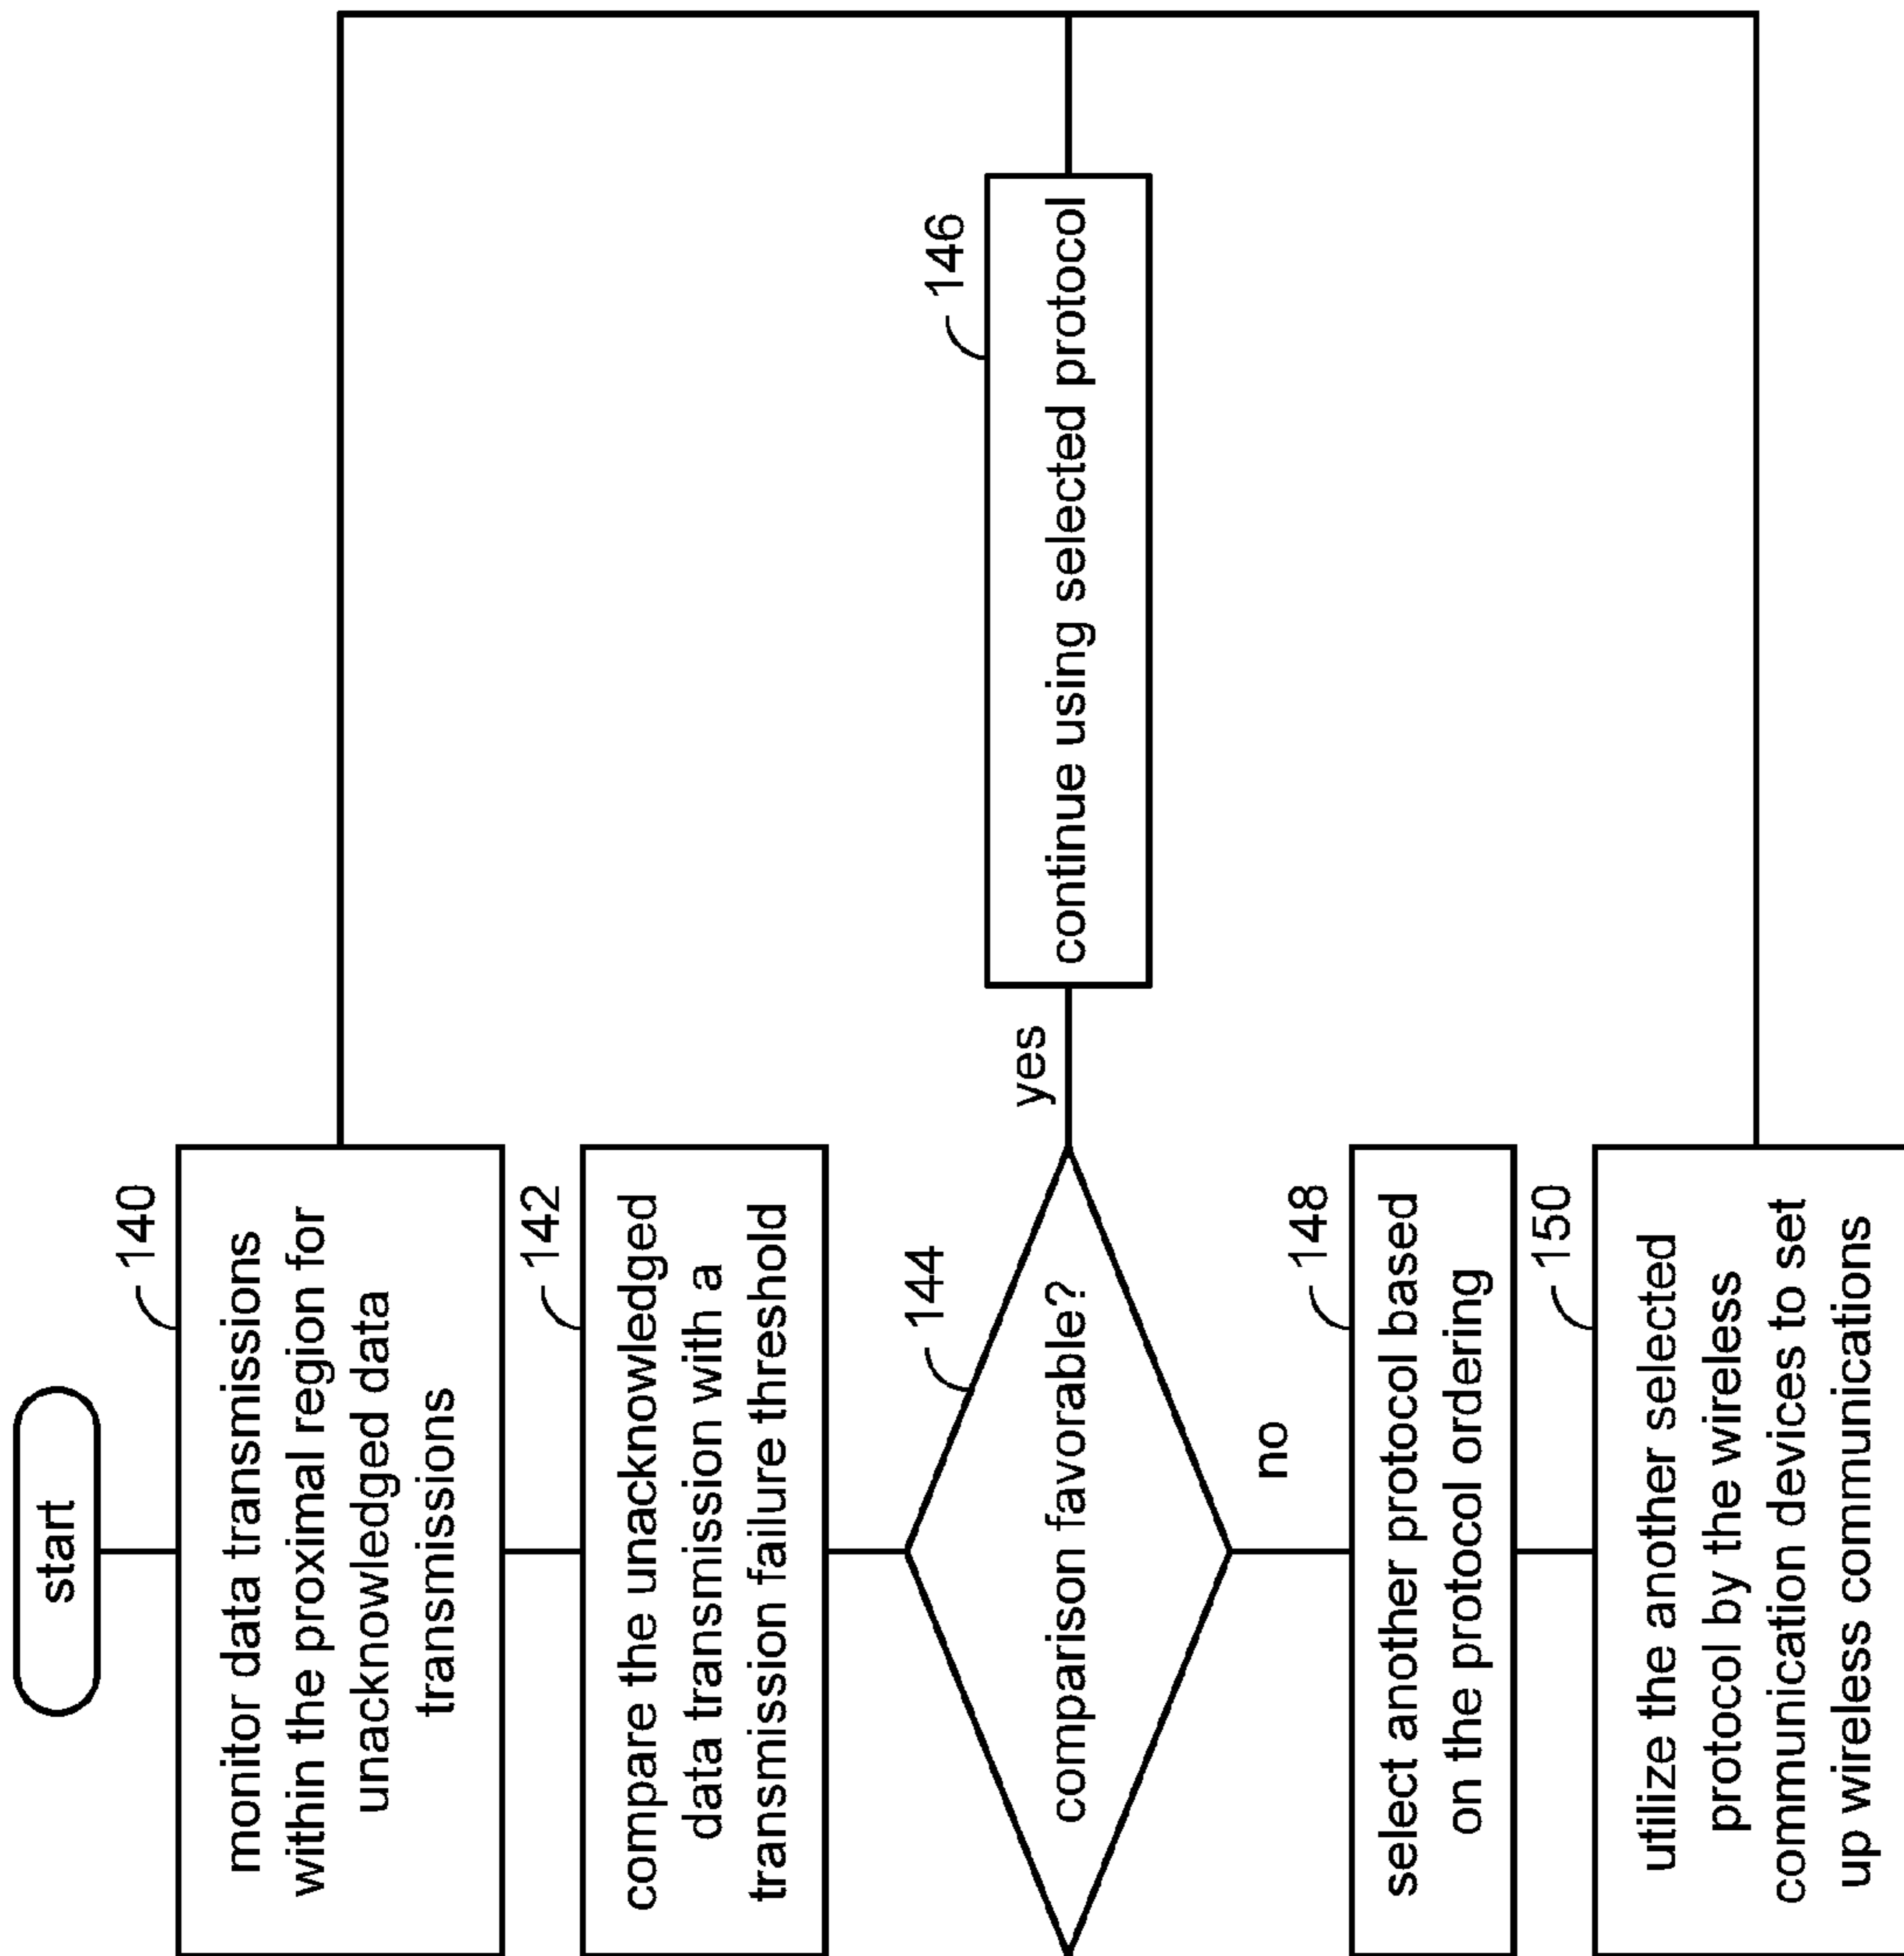 start
140
monitor data transmissions
within the proximal region for
unacknowledged data
transmissions
142
compare the unacknowledged
data transmission with a
transmission failure threshold
144
comparison favorable?
yes
146
continue using selected protocol
no
148
select another protocol based
on the protocol ordering
150
utilize the another selected
protocol by the wireless
communication devices to set
up wireless communications